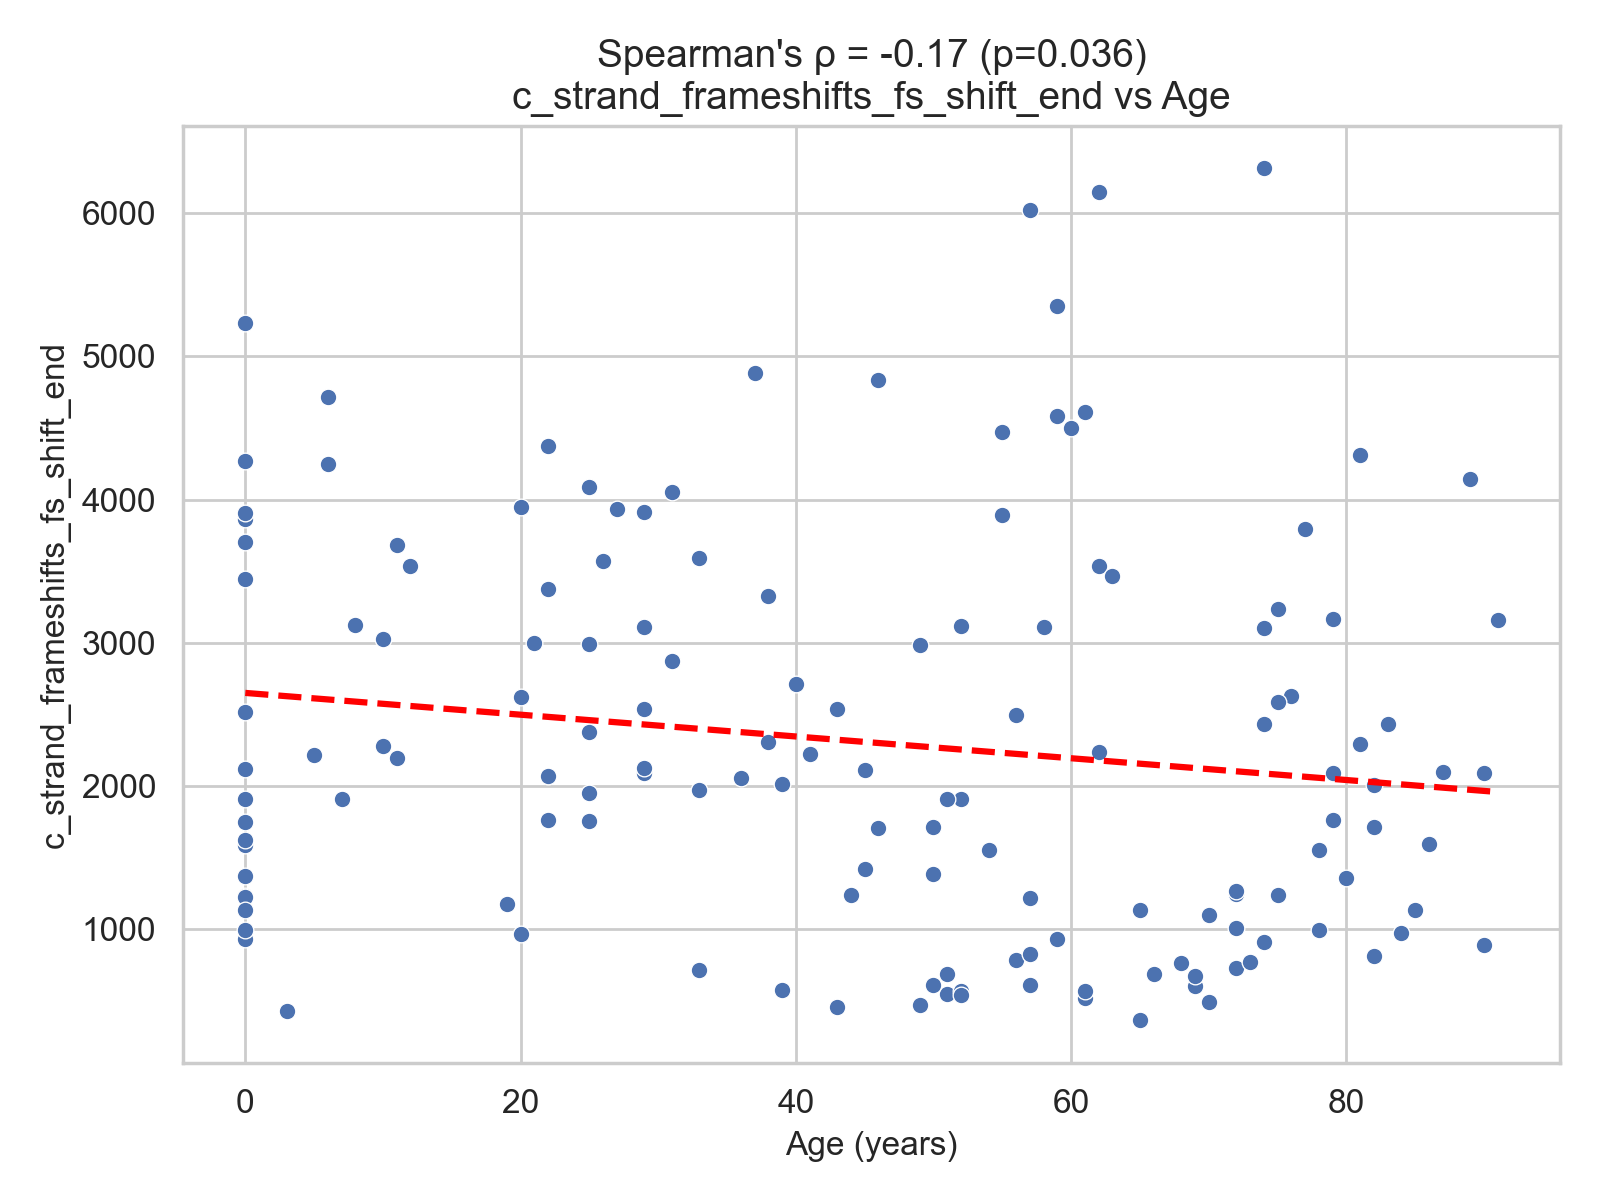 Spearman's ρ = -0.17 (p=0.036)
c_strand_frameshifts_fs_shift_end vs Age
c_strand_frameshifts_fs_shift_end
6000
5000
4000
3000
2000
1000
0
20
40
60
80
Age (years)